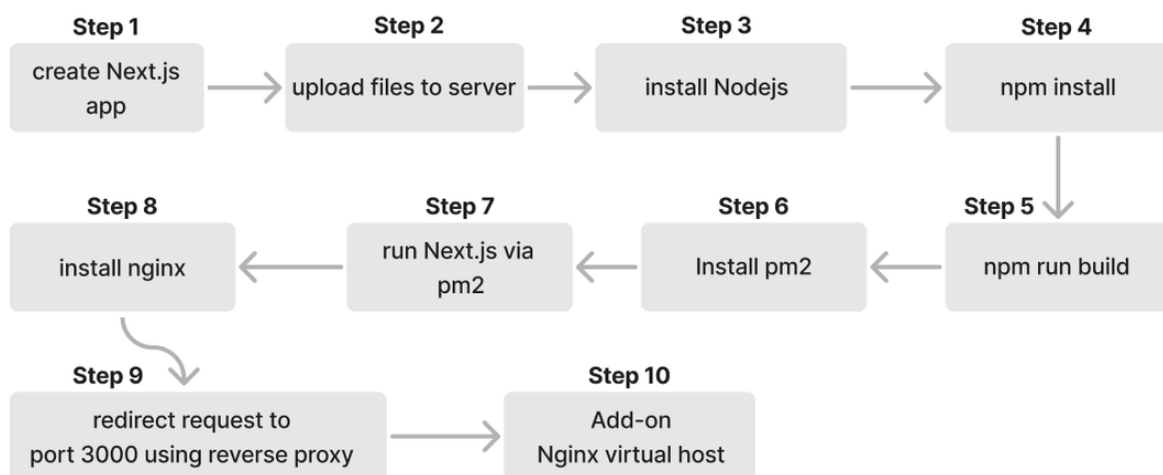 Step 1
create Next.js
app
Step 2
upload files to server
Step 3
install Nodejs
Step 4
npm install
Step 5
npm run build
Step 6
Install pm2
Step 7
run Next.js via
pm2
Step 8
install nginx
Step 9
redirect request to
port 3000 using reverse proxy
Step 10
Add-on
Nginx virtual host